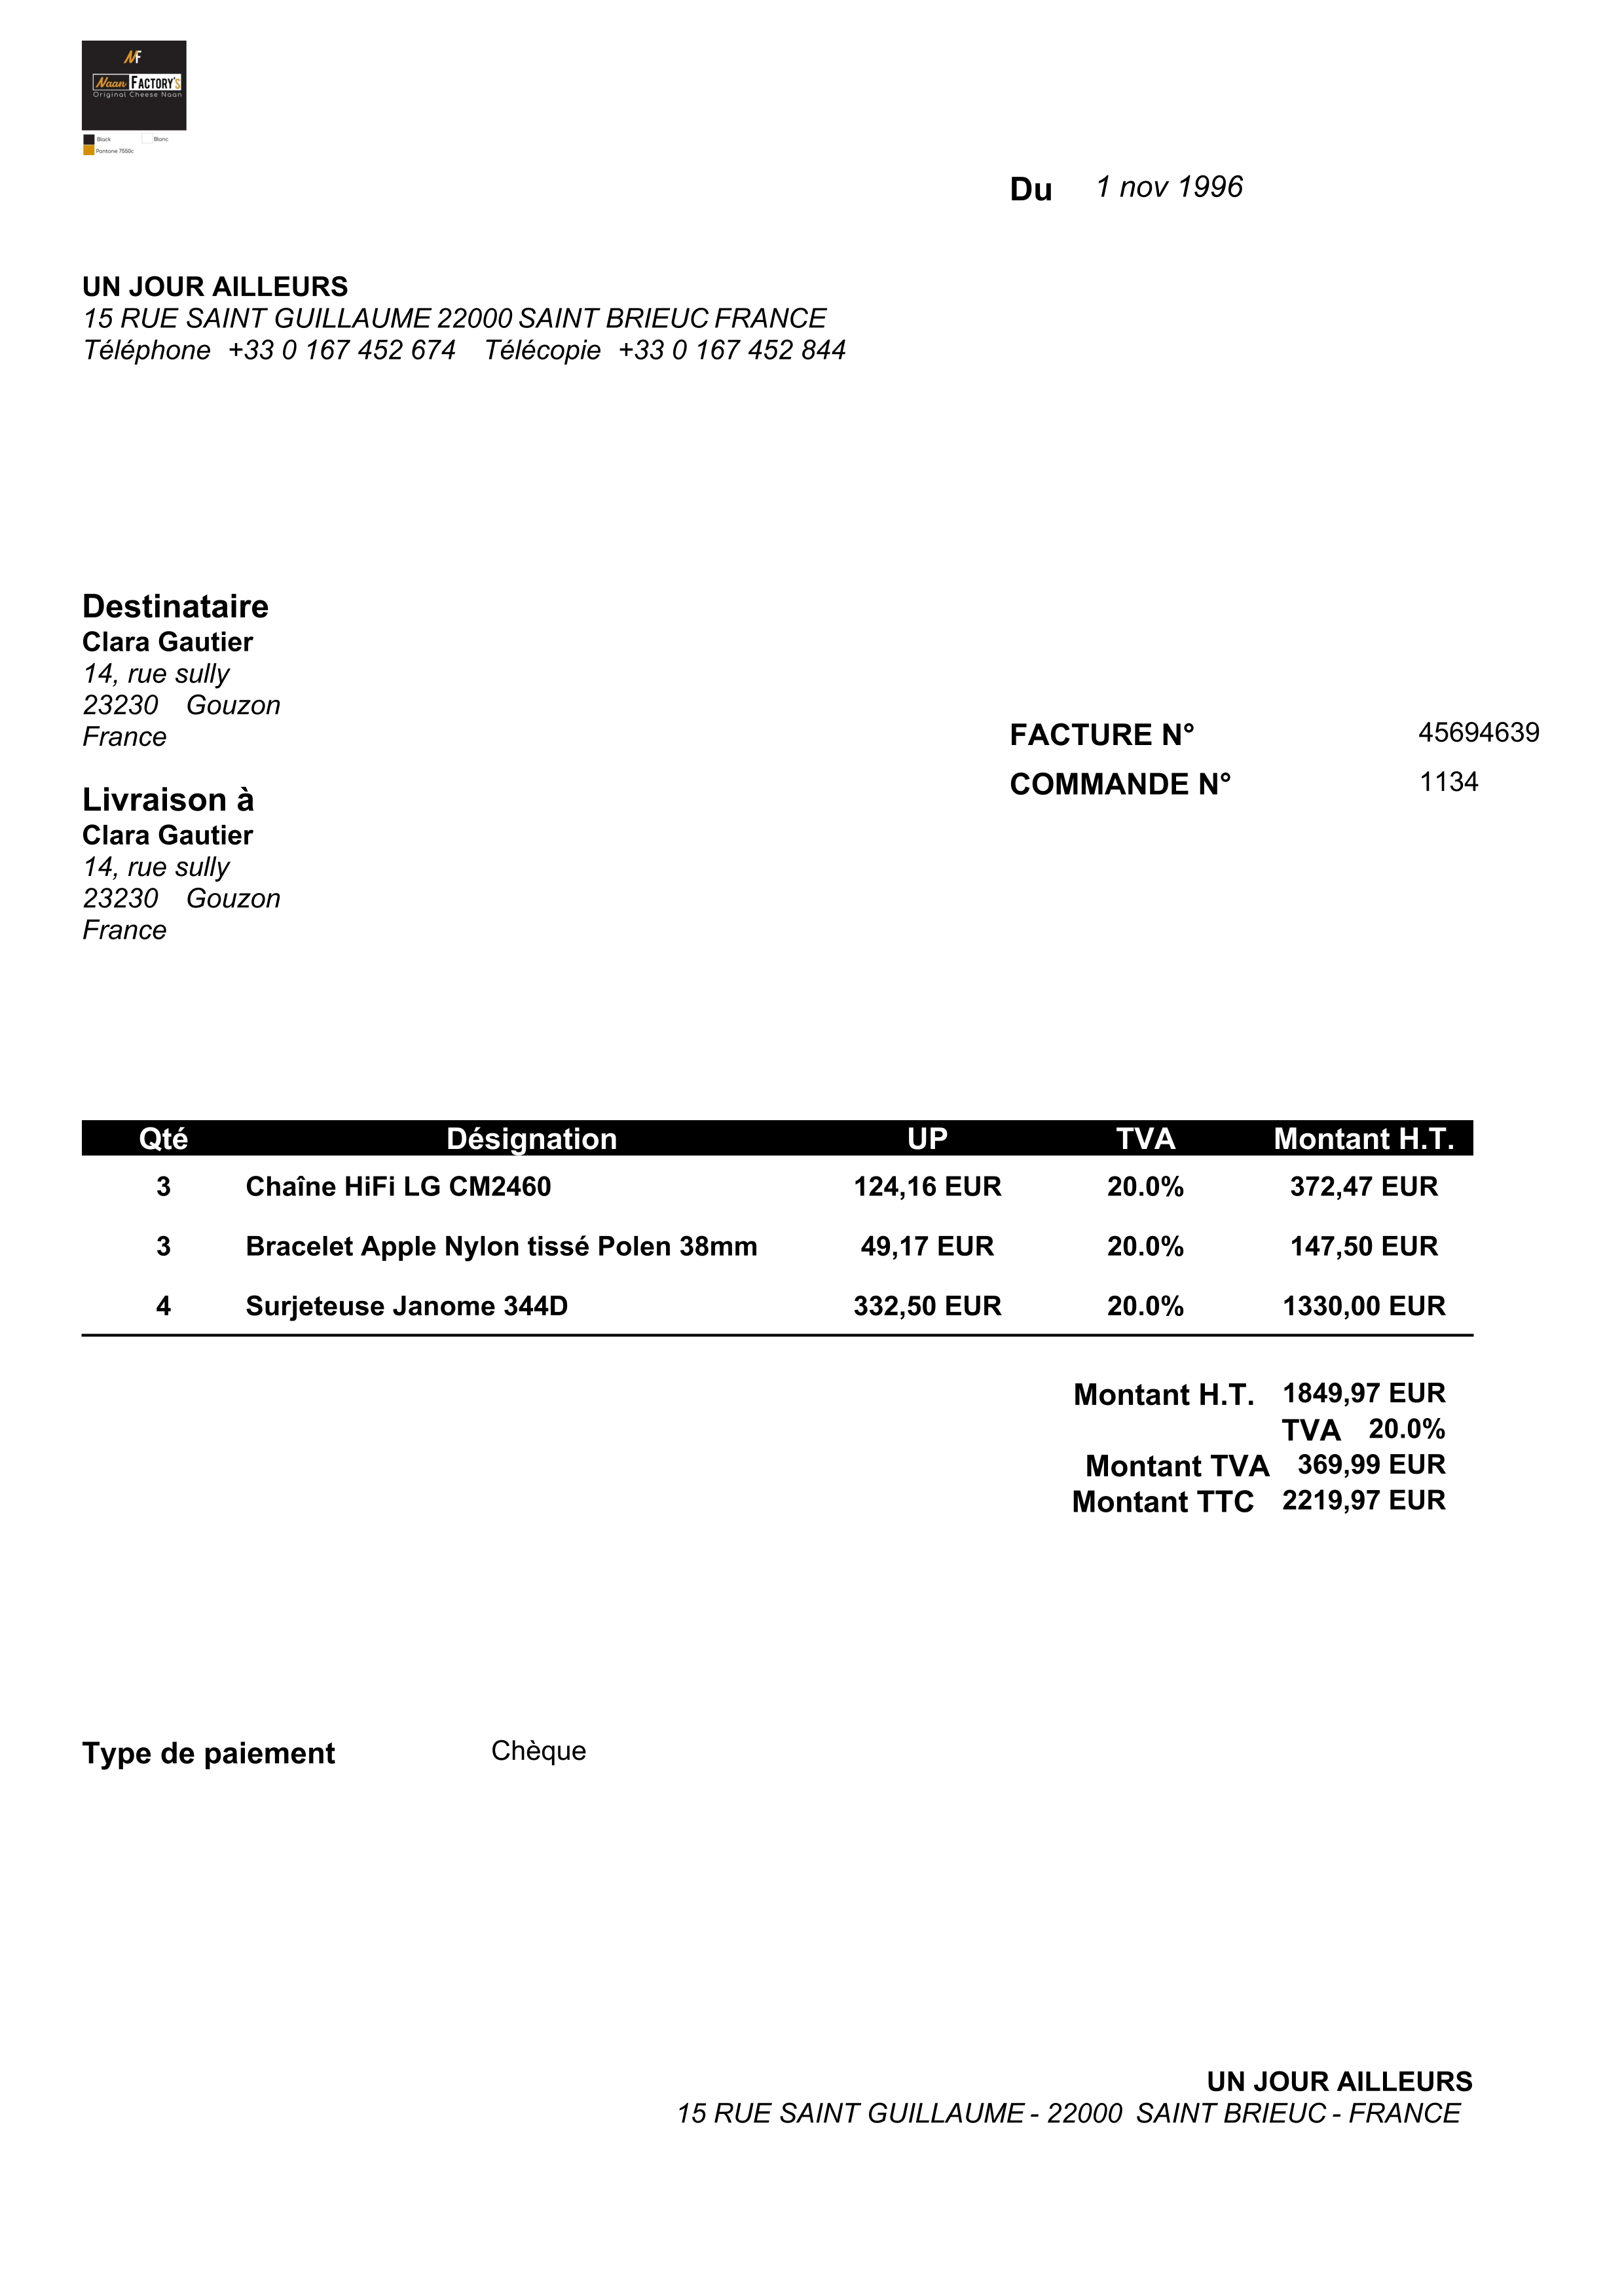 MF
Naan FACTORY'S
Original Cheese Naan
Black Blanc
Pantone 7550c
Du 1 nov 1996
UN JOUR AILLEURS
15 RUE SAINT GUILLAUME 22000 SAINT BRIEUC FRANCE
Téléphone +33 0 167 452 674 Télécopie +33 0 167 452 844
Destinataire
Clara Gautier
14, rue sully
23230 Gouzon
France
FACTURE N° 45694639
COMMANDE N° 1134
Livraison à
Clara Gautier
14, rue sully
23230 Gouzon
France
Qté Désignation UP TVA Montant H.T.
3 Chaîne HiFi LG CM2460 124,16 EUR 20.0% 372,47 EUR
3 Bracelet Apple Nylon tissé Polen 38mm 49,17 EUR 20.0% 147,50 EUR
4 Surjeteuse Janome 344D 332,50 EUR 20.0% 1330,00 EUR
Montant H.T. 1849,97 EUR
TVA 20.0%
Montant TVA 369,99 EUR
Montant TTC 2219,97 EUR
Type de paiement Chèque
UN JOUR AILLEURS
15 RUE SAINT GUILLAUME - 22000 SAINT BRIEUC - FRANCE